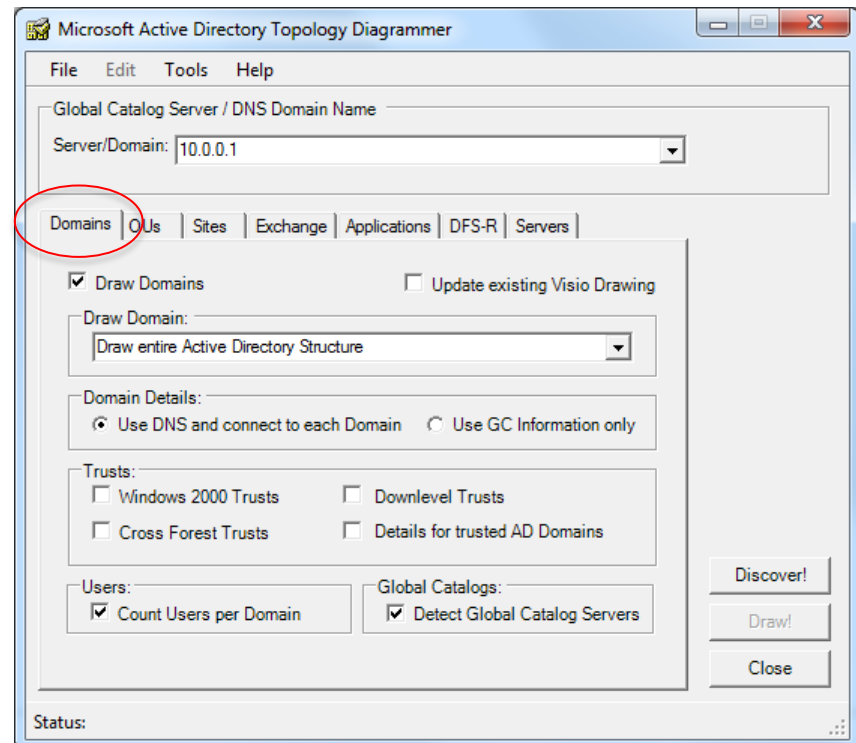 Microsoft Active Directory Topology Diagrammer
File Edit Tools Help
Global Catalog Server / DNS Domain Name
Server/Domain: 10.0.0.1
Domains OUs Sites Exchange Applications DFS-R Servers
Draw Domains Update existing Visio Drawing
Draw Domain:
Draw entire Active Directory Structure
Domain Details:
Use DNS and connect to each Domain Use GC Information only
Trusts:
Windows 2000 Trusts Downlevel Trusts
Cross Forest Trusts Details for trusted AD Domains
Users: Global Catalogs:
Count Users per Domain Detect Global Catalog Servers
Discover!
Draw!
Close
Status: